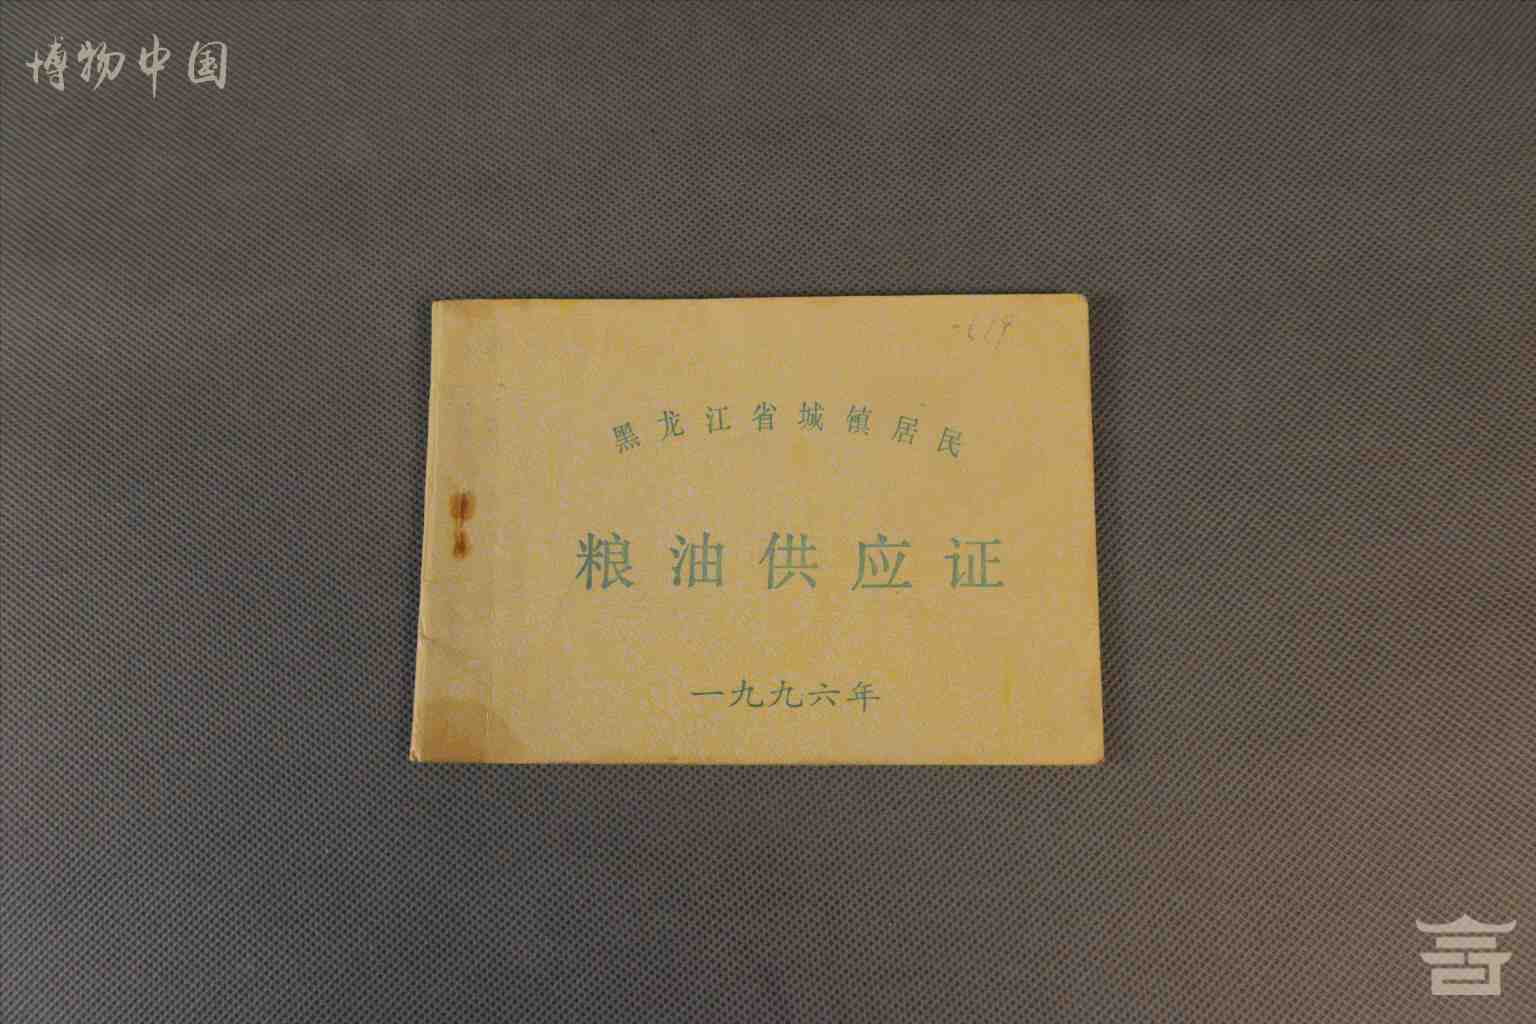 博物中国
黑龙江省城镇居民
粮油供应证
一九九六年